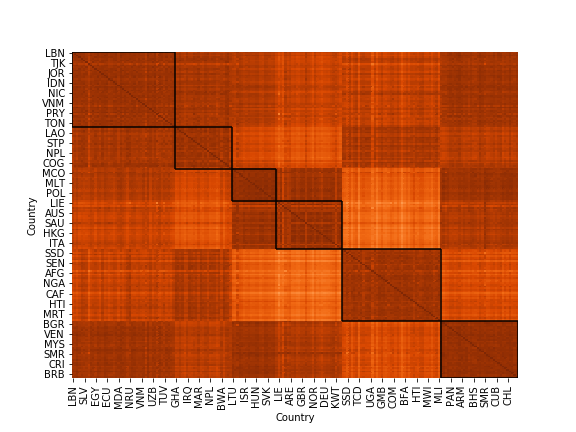 LBN
TJK
JOR
IDN
NIC
VNM
PRY
TON
LAO
STP
NPL
COG
MCO
MLT
POL
LIE
AUS
SAU
HKG
ITA
SSD
SEN
AFG
NGA
CAF
HTI
MRT
BGR
VEN
MYS
SMR
CRI
BRB
Country
LBN SLV EGY ECU MDA NRU VNM UZB TUV GHA IRQ MAR NPL BWA LTU ISR HUN SVK LIE ARE GBR NOR DEU KWT SSD TCD UGA GMB COM BFA HTI MWI MLI PAN ARM BHS SMR CUB CHL
Country